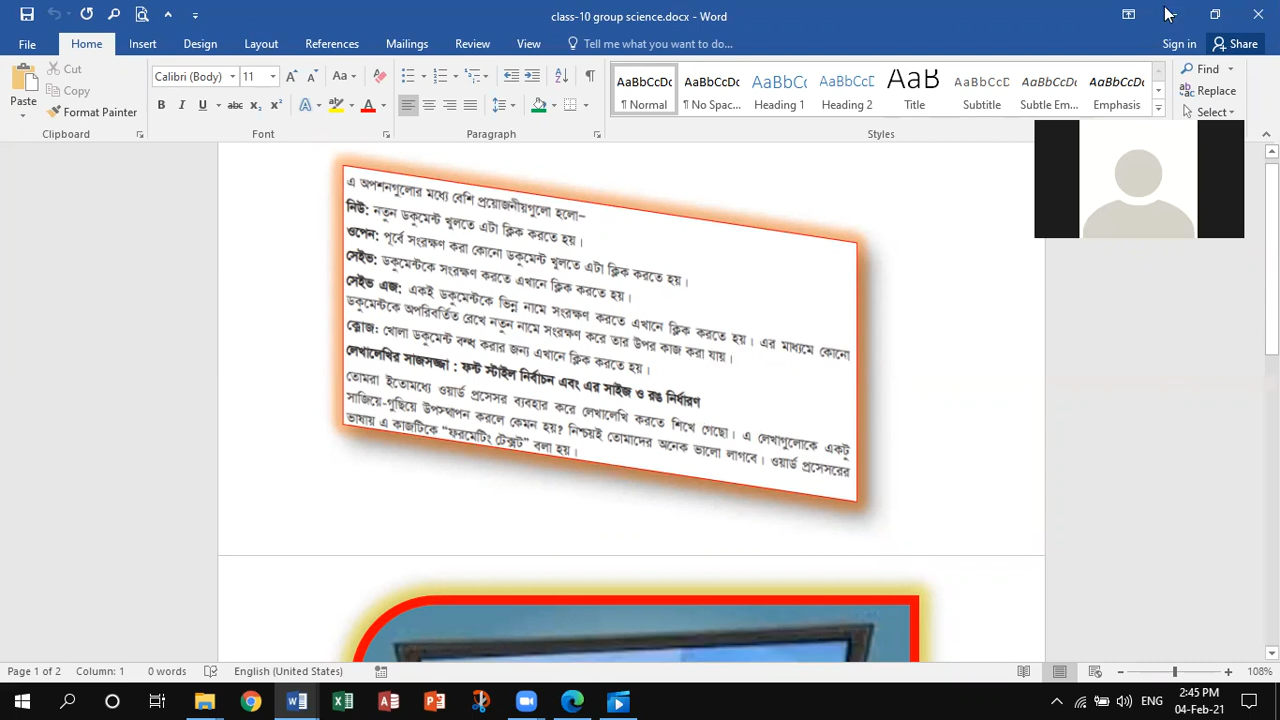 class-10 group science.docx - Word
File Home Insert Design Layout References Mailings Review View Tell me what you want to do... Sign in Share
Paste Cut Copy Format Painter
Calibri (Body) 11
AaBbCcDc AaBbCcDc AaBbCc AaBbCcD AaB AaBbCcD AaBbCcDc AaBbCcDc
¶ Normal ¶ No Spac... Heading 1 Heading 2 Title Subtitle Subtle Em... Emphasis
Find Replace Select
Clipboard Font Paragraph Styles
এ অপশনগুলোর মধ্যে বেশি প্রয়োজনীয়গুলো হলো–
নিউ: নতুন ডকুমেন্ট খুলতে এটা ক্লিক করতে হয়।
ওপেন: পূর্বে সংরক্ষণ করা কোনো ডকুমেন্ট খুলতে এটা ক্লিক করতে হয়।
সেইভ: ডকুমেন্টকে সংরক্ষণ করতে এখানে ক্লিক করতে হয়।
সেইভ এজ: একই ডকুমেন্টকে ভিন্ন নামে সংরক্ষণ করতে এখানে ক্লিক করতে হয়। এর মাধ্যমে কোনো
ডকুমেন্টকে অপরিবর্তিত রেখে নতুন নামে সংরক্ষণ করে তার উপর কাজ করা যায়।
ক্লোজ: খোলা ডকুমেন্ট বন্ধ করার জন্য এখানে ক্লিক করতে হয়।
লেখালেখির সাজসজ্জা : ফন্ট স্টাইল নির্বাচন এবং এর সাইজ ও রঙ নির্ধারণ
তোমরা ইতোমধ্যে ওয়ার্ড প্রসেসর ব্যবহার করে লেখালেখি করতে শিখে গেছো। এ লেখাগুলোকে একটু
সাজিয়ে-গুছিয়ে উপস্থাপন করলে কেমন হয়? নিশ্চয়ই তোমাদের অনেক ভালো লাগবে। ওয়ার্ড প্রসেসরের
ভাষায় এ কাজটিকে “ফরমেটিং টেক্সট” বলা হয়।
Page 1 of 2 Column: 1 0 words English (United States) 108%
ENG 2:45 PM
04-Feb-21